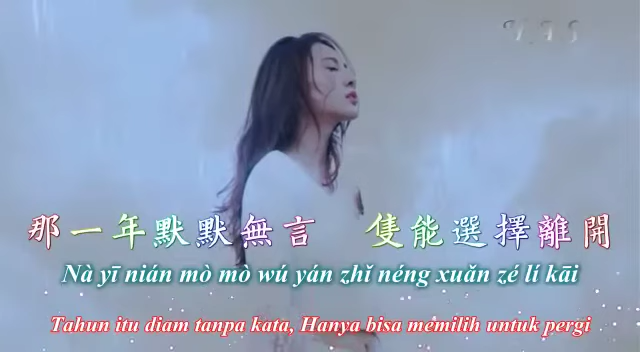 V.I.S
那一年默默無言　隻能選擇離開
Nà yī nián mò mò wú yán zhǐ néng xuǎn zé lí kāi
Tahun itu diam tanpa kata, Hanya bisa memilih untuk pergi